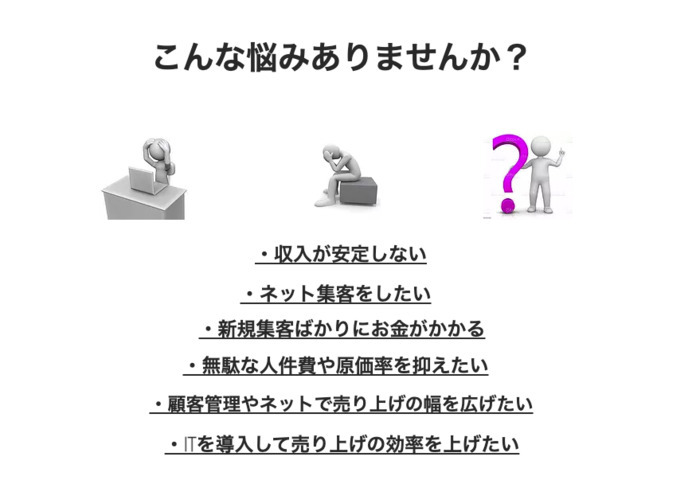 こんな悩みありませんか？
・収入が安定しない
・ネット集客をしたい
・新規集客ばかりにお金がかかる
・無駄な人件費や原価率を抑えたい
・顧客管理やネットで売り上げの幅を広げたい
・ITを導入して売り上げの効率を上げたい